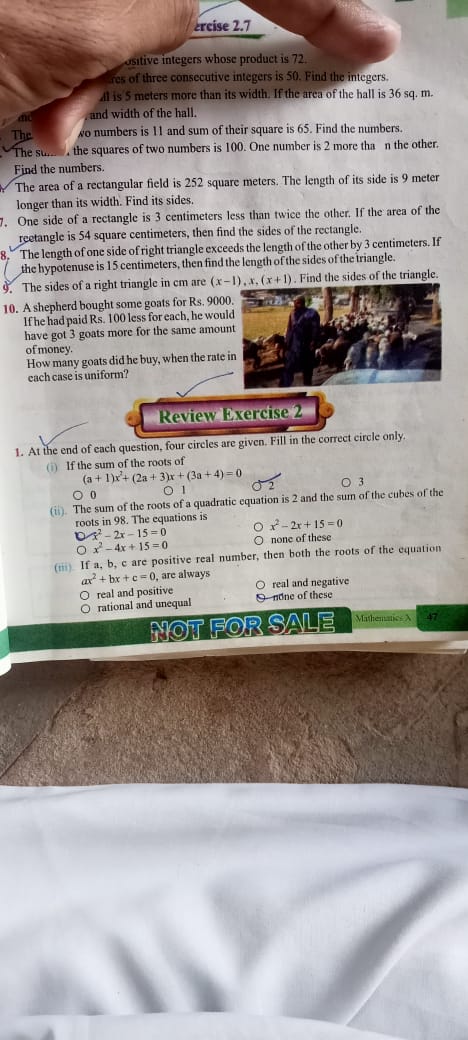 ercise 2.7
ositive integers whose product is 72.
res of three consecutive integers is 50. Find the integers.
is 5 meters more than its width. If the area of the hall is 36 sq. m.
and width of the hall.
The wo numbers is 11 and sum of their square is 65. Find the numbers.
The su the squares of two numbers is 100. One number is 2 more tha n the other.
Find the numbers.
The area of a rectangular field is 252 square meters. The length of its side is 9 meter
longer than its width. Find its sides.
7. One side of a rectangle is 3 centimeters less than twice the other. If the area of the
rectangle is 54 square centimeters, then find the sides of the rectangle.
8. The length of one side of right triangle exceeds the length of the other by 3 centimeters. If
the hypotenuse is 15 centimeters, then find the length of the sides of the triangle.
9. The sides of a right triangle in cm are (x−1), x, (x+1). Find the sides of the triangle.
10. A shepherd bought some goats for Rs. 9000.
If he had paid Rs. 100 less for each, he would
have got 3 goats more for the same amount
of money.
How many goats did he buy, when the rate in
each case is uniform?
Review Exercise 2
1. At the end of each question, four circles are given. Fill in the correct circle only.
(i) If the sum of the roots of
(a + 1)x²+ (2a + 3)x + (3a + 4) = 0
O 0 O 1 O 2 O 3
(ii). The sum of the roots of a quadratic equation is 2 and the sum of the cubes of the
roots in 98. The equations is
O x² – 2x – 15 = 0 O x² – 2x + 15 = 0
O x² – 4x + 15 = 0 O none of these
(iii). If a, b, c are positive real number, then both the roots of the equation
ax² + bx + c = 0, are always
O real and positive O real and negative
O rational and unequal O none of these
NOT FOR SALE Mathematics X 47